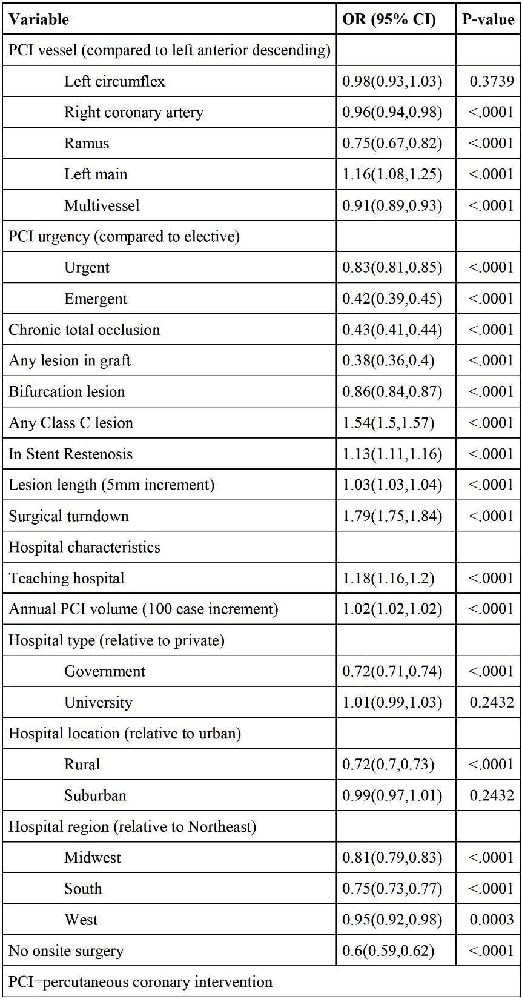 Variable OR (95% CI) P-value
PCI vessel (compared to left anterior descending)
Left circumflex 0.98(0.93,1.03) 0.3739
Right coronary artery 0.96(0.94,0.98) <.0001
Ramus 0.75(0.67,0.82) <.0001
Left main 1.16(1.08,1.25) <.0001
Multivessel 0.91(0.89,0.93) <.0001
PCI urgency (compared to elective)
Urgent 0.83(0.81,0.85) <.0001
Emergent 0.42(0.39,0.45) <.0001
Chronic total occlusion 0.43(0.41,0.44) <.0001
Any lesion in graft 0.38(0.36,0.4) <.0001
Bifurcation lesion 0.86(0.84,0.87) <.0001
Any Class C lesion 1.54(1.5,1.57) <.0001
In Stent Restenosis 1.13(1.11,1.16) <.0001
Lesion length (5mm increment) 1.03(1.03,1.04) <.0001
Surgical turndown 1.79(1.75,1.84) <.0001
Hospital characteristics
Teaching hospital 1.18(1.16,1.2) <.0001
Annual PCI volume (100 case increment) 1.02(1.02,1.02) <.0001
Hospital type (relative to private)
Government 0.72(0.71,0.74) <.0001
University 1.01(0.99,1.03) 0.2432
Hospital location (relative to urban)
Rural 0.72(0.7,0.73) <.0001
Suburban 0.99(0.97,1.01) 0.2432
Hospital region (relative to Northeast)
Midwest 0.81(0.79,0.83) <.0001
South 0.75(0.73,0.77) <.0001
West 0.95(0.92,0.98) 0.0003
No onsite surgery 0.6(0.59,0.62) <.0001
PCI=percutaneous coronary intervention